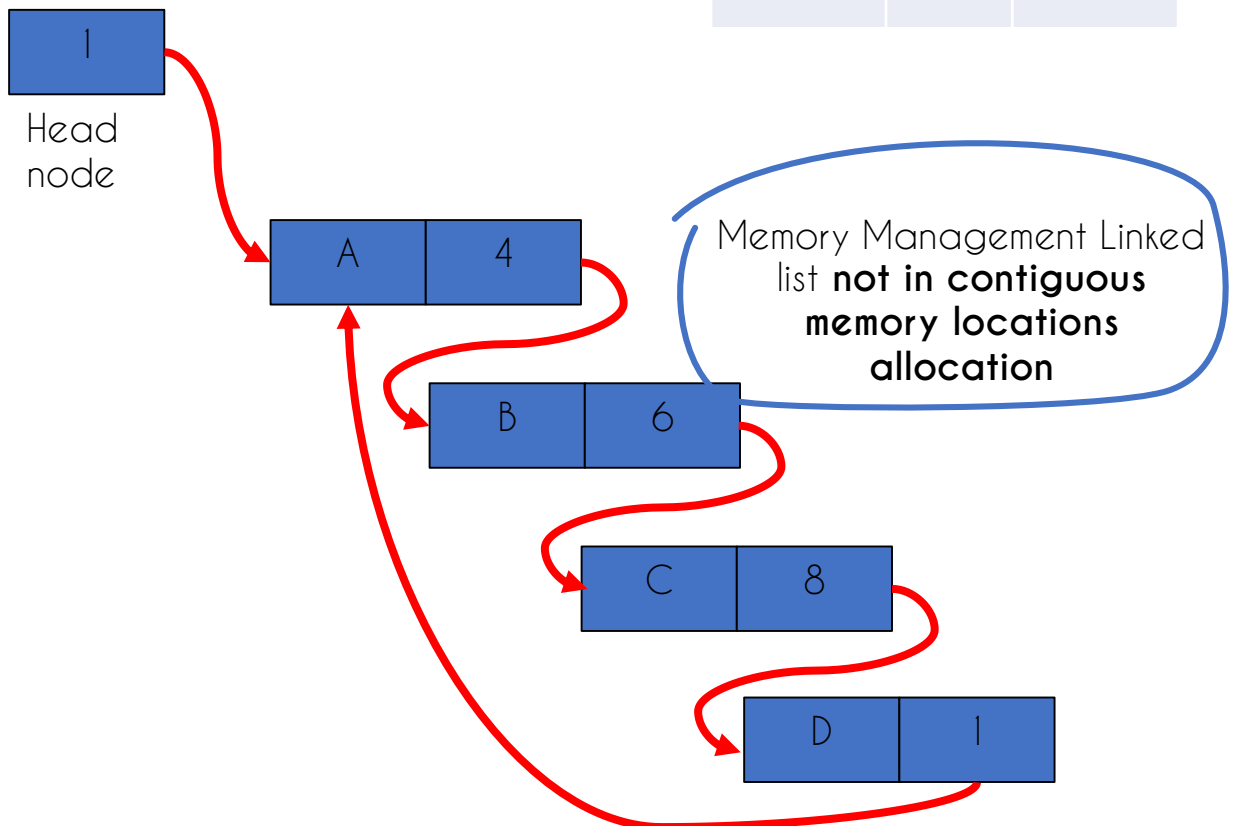 1
Head
node
A 4
Memory Management Linked
list not in contiguous
memory locations
allocation
B 6
C 8
D 1